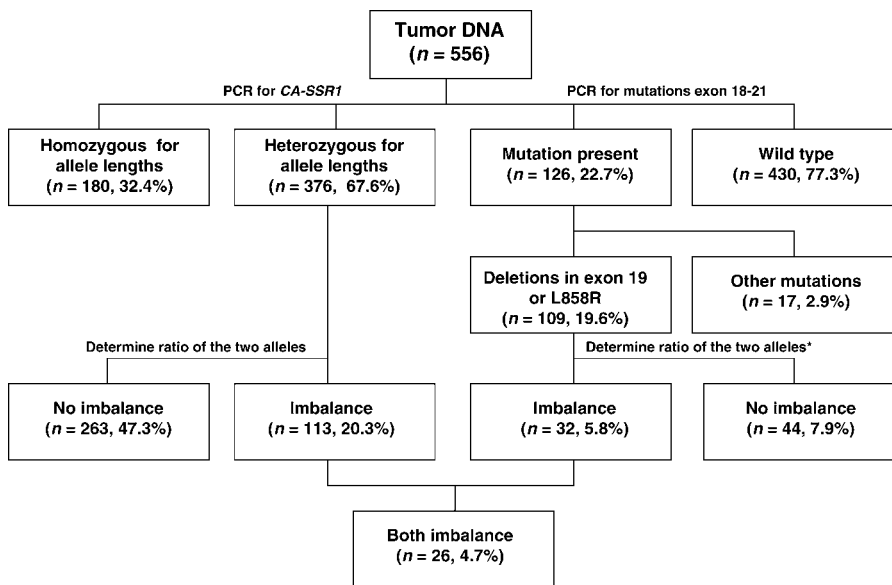 Tumor DNA
(n = 556)
PCR for CA-SSR1
PCR for mutations exon 18-21
Homozygous for
allele lengths
(n = 180, 32.4%)
Heterozygous for
allele lengths
(n = 376, 67.6%)
Mutation present
(n = 126, 22.7%)
Wild type
(n = 430, 77.3%)
Deletions in exon 19
or L858R
(n = 109, 19.6%)
Other mutations
(n = 17, 2.9%)
Determine ratio of the two alleles
Determine ratio of the two alleles*
No imbalance
(n = 263, 47.3%)
Imbalance
(n = 113, 20.3%)
Imbalance
(n = 32, 5.8%)
No imbalance
(n = 44, 7.9%)
Both imbalance
(n = 26, 4.7%)